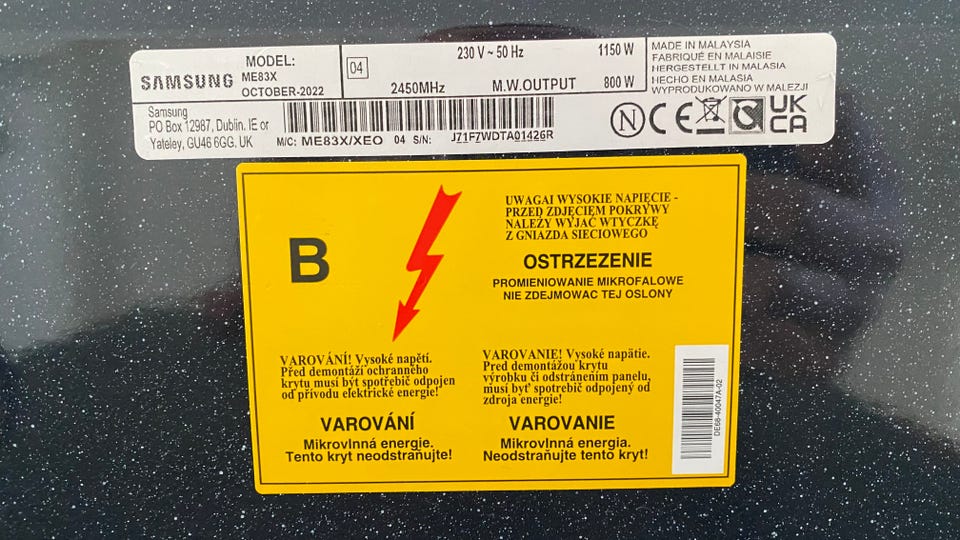 SAMSUNG
MODEL:
ME83X
OCTOBER-2022
04
230 V ~ 50 Hz 1150 W
2450MHz M.W.OUTPUT 800 W
MADE IN MALAYSIA
FABRIQUÉ EN MALAISIE
HERGESTELLT IN MALASIA
HECHO EN MALASIA
WYPRODUKOWANO W MALEZJI
Samsung
PO Box 12987, Dublin. IE or
Yateley, GU46 6GG. UK
M/C: ME83X/XEO 04 S/N: J71F7WDTA01426R
N CE UK
CA
B
UWAGAI WYSOKIE NAPIĘCIE -
PRZED ZDJĘCIEM POKRYWY
NALEŻY WYJAĆ WTYCZKĘ
Z GNIAZDA SIECIOWEGO
OSTRZEZENIE
PROMIENIOWANIE MIKROFALOWE
NIE ZDEJMOWAC TEJ OSLONY
VAROVÁNÍ! Vysoké napětí.
Před demontáží ochranného
krytu musí být spotřebič odpojen
od přívodu elektrické energie!
VAROVÁNÍ
Mikrovlnná energie.
Tento kryt neodstraňujte!
VAROVANIE! Vysoké napätie.
Pred demontážou krytu
výrobku či odstránením panelu,
musí byť spotrebič odpojený od
zdroja energie!
VAROVANIE
Mikrovlnná energia.
Neodstraňujte tento kryt!
DE68-40047A-02